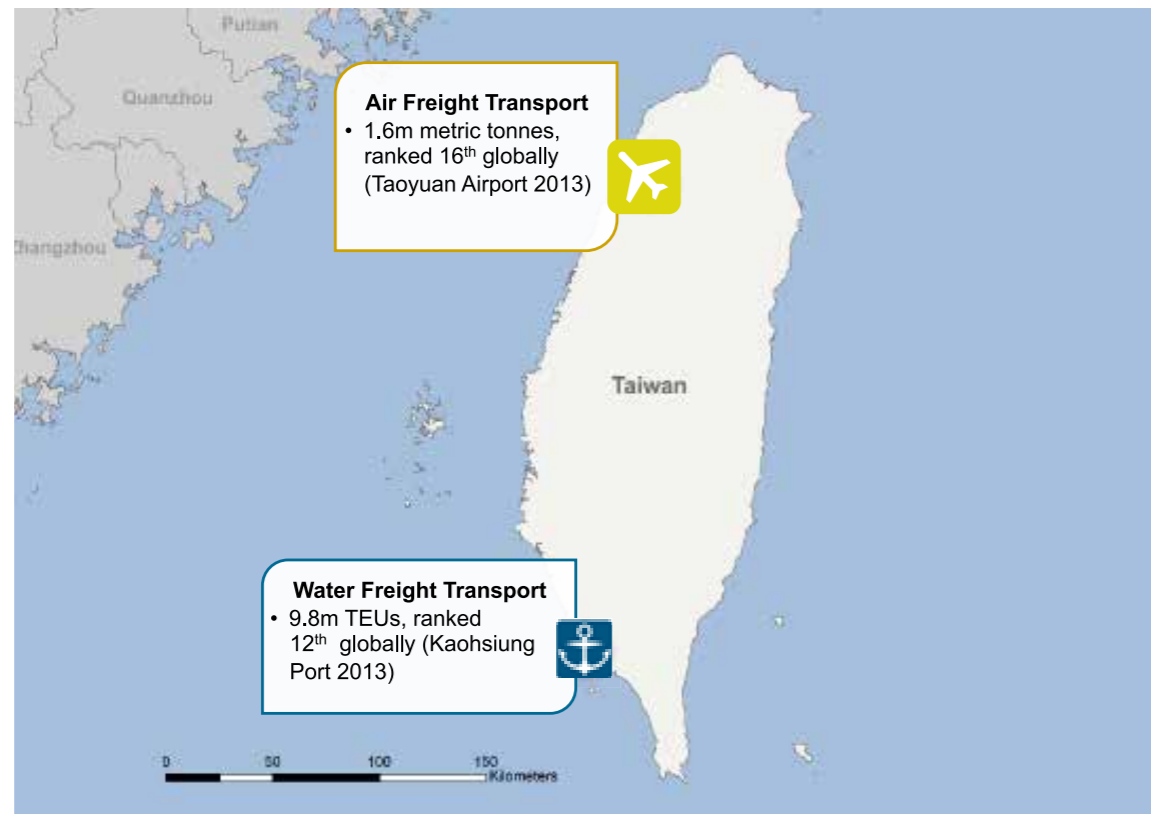 Putian
Quanzhou
Zhangzhou
Air Freight Transport
• 1.6m metric tonnes,
ranked 16th globally
(Taoyuan Airport 2013)
Taiwan
Water Freight Transport
• 9.8m TEUs, ranked
12th globally (Kaohsiung
Port 2013)
0 50 100 150
Kilometers